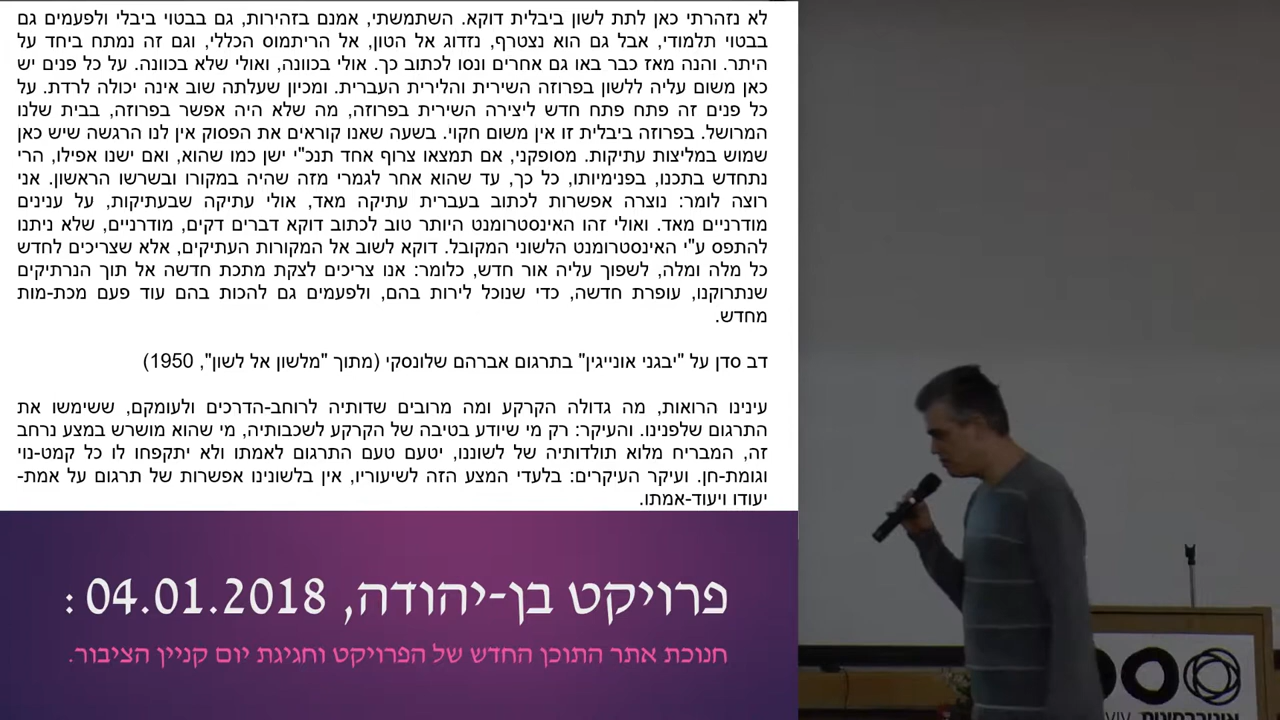 לא נזהרתי כאן לתת לשון ביבלית דוקא. השתמשתי, אמנם בזהירות, גם בבטוי ביבלי ולפעמים גם
בבטוי תלמודי, אבל גם הוא נצטרף, נזדוג אל הטון, אל הריתמוס הכללי, וגם זה נמתח ביחד על
היתר. והנה מאז כבר באו גם אחרים ונסו לכתוב כך. אולי בכוונה, ואולי שלא בכוונה. על כל פנים יש
כאן משום עליה ללשון בפרוזה השירית והלירית העברית. ומכיון שעלתה שוב אינה יכולה לרדת. על
כל פנים זה פתח פתח חדש ליצירה השירית בפרוזה, מה שלא היה אפשר בפרוזה, בבית שלנו
המרושל. בפרוזה ביבלית זו אין משום חקוי. בשעה שאנו קוראים את הפסוק אין לנו הרגשה שיש כאן
שמוש במליצות עתיקות. מסופקני, אם תמצאו צרוף אחד תנכ"י ישן כמו שהוא, ואם ישנו אפילו, הרי
נתחדש בתכנו, בפנימיותו, כל כך, עד שהוא אחר לגמרי מזה שהיה במקורו ובשרשו הראשון. אני
רוצה לומר: נוצרה אפשרות לכתוב בעברית עתיקה מאד, אולי עתיקה שבעתיקות, על ענינים
מודרניים מאד. ואולי זהו האינסטרומנט היותר טוב לכתוב דוקא דברים דקים, מודרניים, שלא ניתנו
להתפס ע"י האינסטרומנט הלשוני המקובל. דוקא לשוב אל המקורות העתיקים, אלא שצריכים לחדש
כל מלה ומלה, לשפוך עליה אור חדש, כלומר: אנו צריכים לצקת מתכת חדשה אל תוך הנרתיקים
שנתרוקנו, עופרת חדשה, כדי שנוכל לירות בהם, ולפעמים גם להכות בהם עוד פעם מכת-מות
מחדש.
דב סדן על "יבגני אונייגין" בתרגום אברהם שלונסקי (מתוך "מלשון אל לשון", 1950)
עינינו הרואות, מה גדולה הקרקע ומה מרובים שדותיה לרוחב-הדרכים ולעומקם, ששימשו את
התרגום שלפנינו. והעיקר: רק מי שיודע בטיבה של הקרקע לשכבותיה, מי שהוא מושרש במצע נרחב
זה, המבריח מלוא תולדותיה של לשוננו, יטעם טעם התרגום לאמתו ולא יתקפחו לו כל קמט-נוי
וגומת-חן. ועיקר העיקרים: בלעדי המצע הזה לשיעוריו, אין בלשונינו אפשרות של תרגום על אמת-
יעודו ויעוד-אמתו.
פרויקט בן-יהודה, 04.01.2018 :
חנוכת אתר התוכן החדש של הפרויקט וחגיגת יום קניין הציבור.